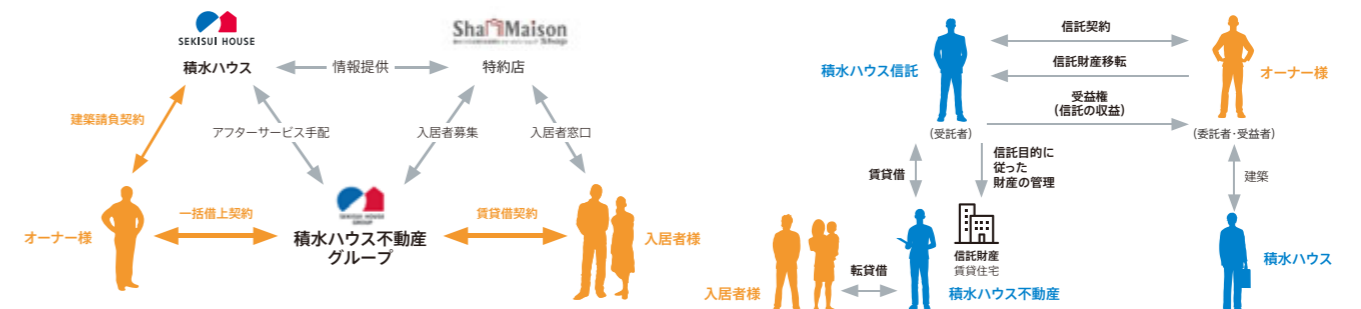 SEKISUI HOUSE
積水ハウス
情報提供
Sha Maison
Shop
特約店
建築請負契約
アフターサービス手配
入居者募集
入居者窓口
オーナー様
一括借上契約
SEKISUI HOUSE
GROUP
積水ハウス不動産
グループ
賃貸借契約
入居者様
積水ハウス信託
(受託者)
信託契約
信託財産移転
受益権
(信託の収益)
オーナー様
(委託者・受益者)
賃貸借
信託目的に
従った
財産の管理
建築
信託財産
賃貸住宅
入居者様
転貸借
積水ハウス不動産
積水ハウス